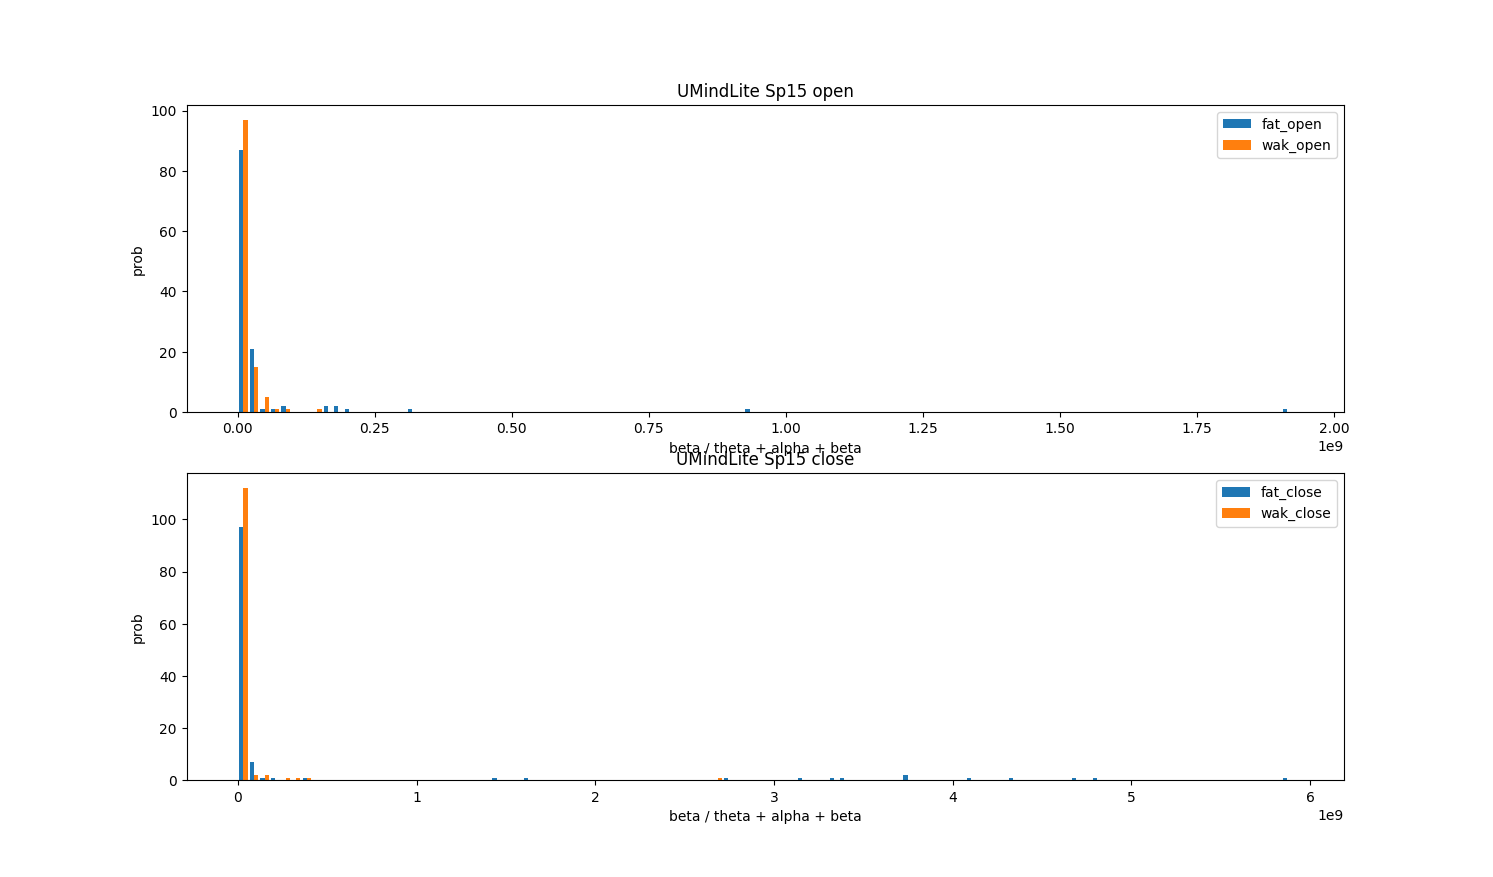 UMindLite Sp15 open
100
80
60
40
20
0
prob
fat_open
wak_open
0.00 0.25 0.50 0.75 1.00 1.25 1.50 1.75 2.00
1e9
beta / theta + alpha + beta
UMindLite Sp15 close
100
80
60
40
20
0
prob
fat_close
wak_close
0 1 2 3 4 5 6
1e9
beta / theta + alpha + beta